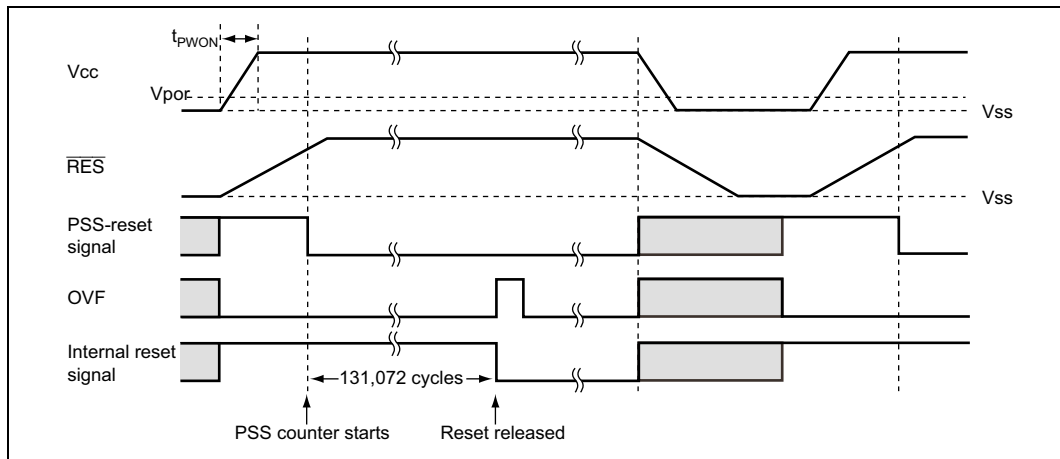 tPWON
Vcc
Vpor
Vss
RES
Vss
PSS-reset
signal
OVF
Internal reset
signal
131,072 cycles
PSS counter starts
Reset released